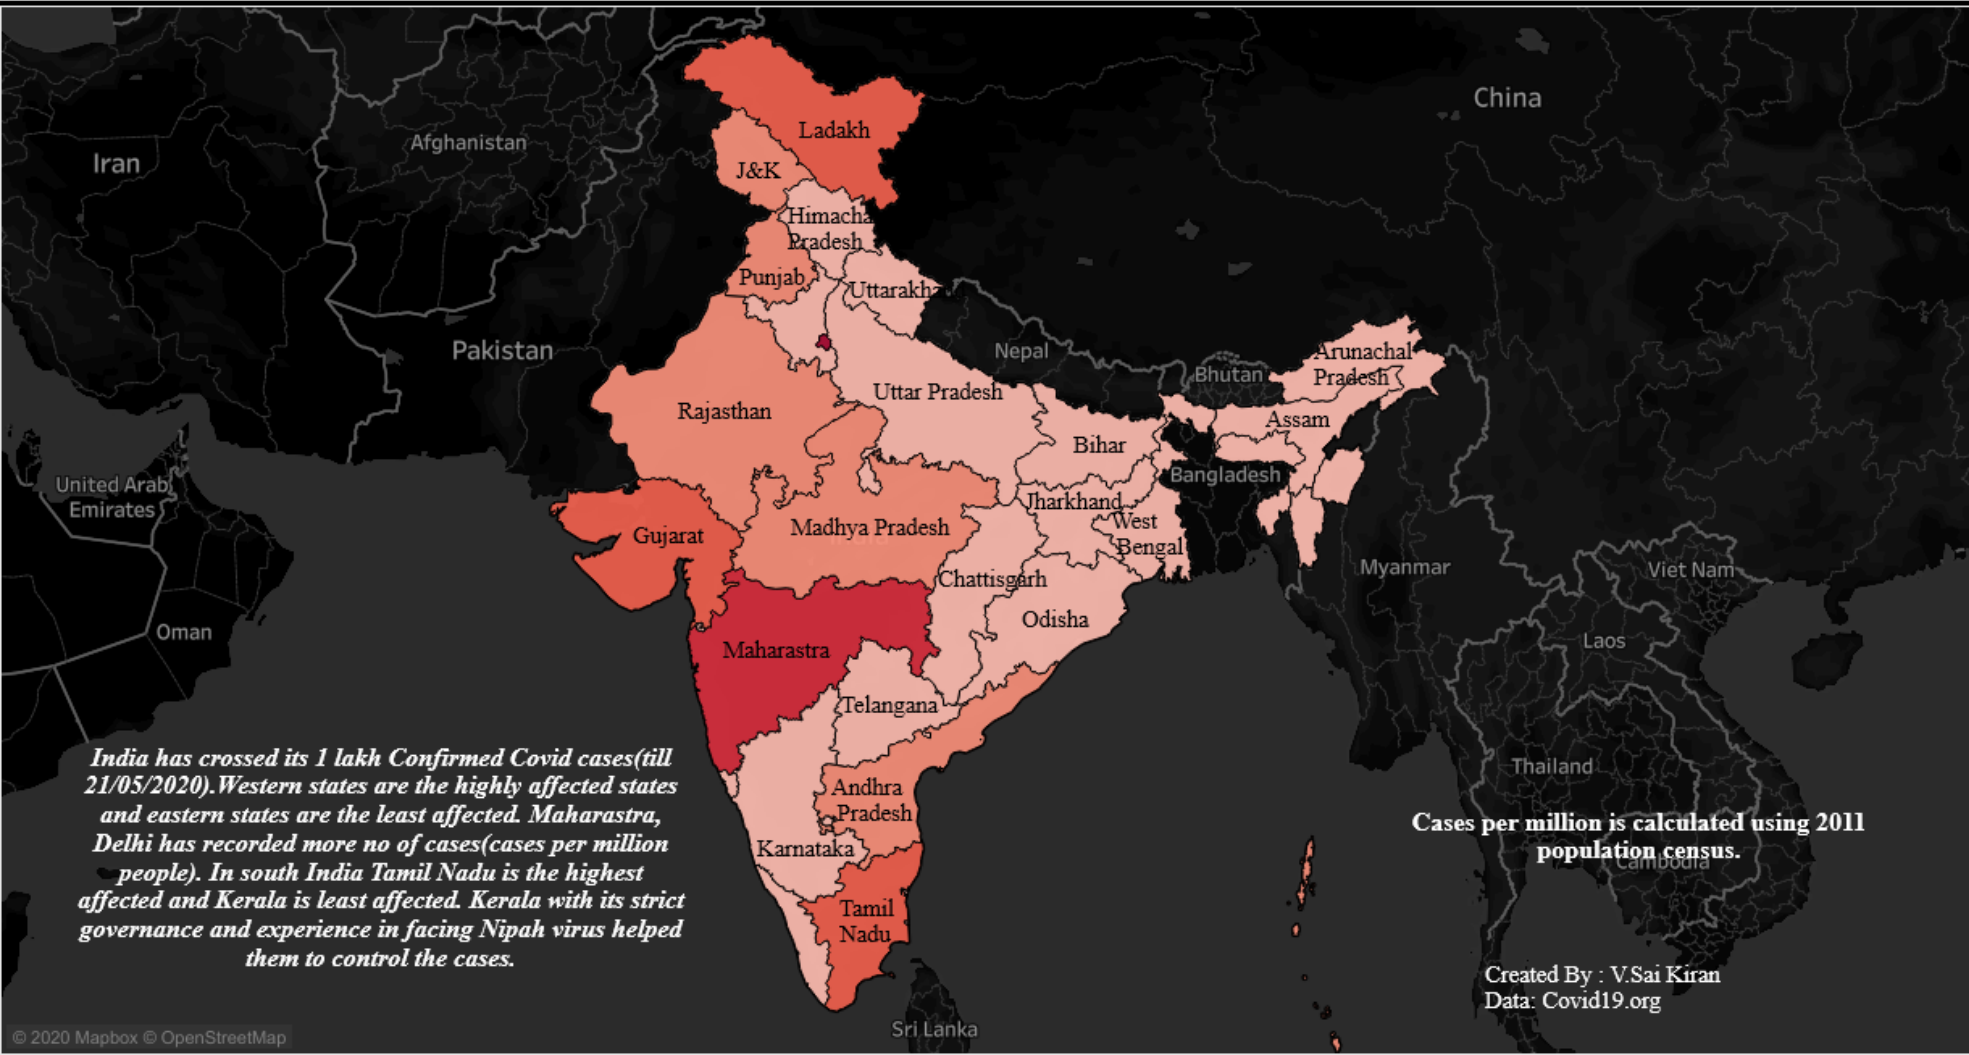 China
Ladakh
Afghanistan
Iran
J&K
Himacha
Pradesh
Punjab
Uttarakhan
Pakistan
Nepal
Arunachal
Pradesh
Bhutan
Uttar Pradesh
Rajasthan
Assam
Bihar
Bangladesh
United Arab
Emirates
Jharkhand
West
Bengal
Madhya Pradesh
India
Gujarat
Myanmar
Viet Nam
Chattisgarh
Odisha
Oman
Laos
Maharastra
Telangana
India has crossed its 1 lakh Confirmed Covid cases(till
21/05/2020).Western states are the highly affected states
and eastern states are the least affected. Maharastra,
Delhi has recorded more no of cases(cases per million
people). In south India Tamil Nadu is the highest
affected and Kerala is least affected. Kerala with its strict
governance and experience in facing Nipah virus helped
them to control the cases.
Thailand
Andhra
Pradesh
Cases per million is calculated using 2011
population census.
Cambodia
Karnataka
Tamil
Nadu
Created By : V.Sai Kiran
Data: Covid19.org
Sri Lanka
© 2020 Mapbox © OpenStreetMap